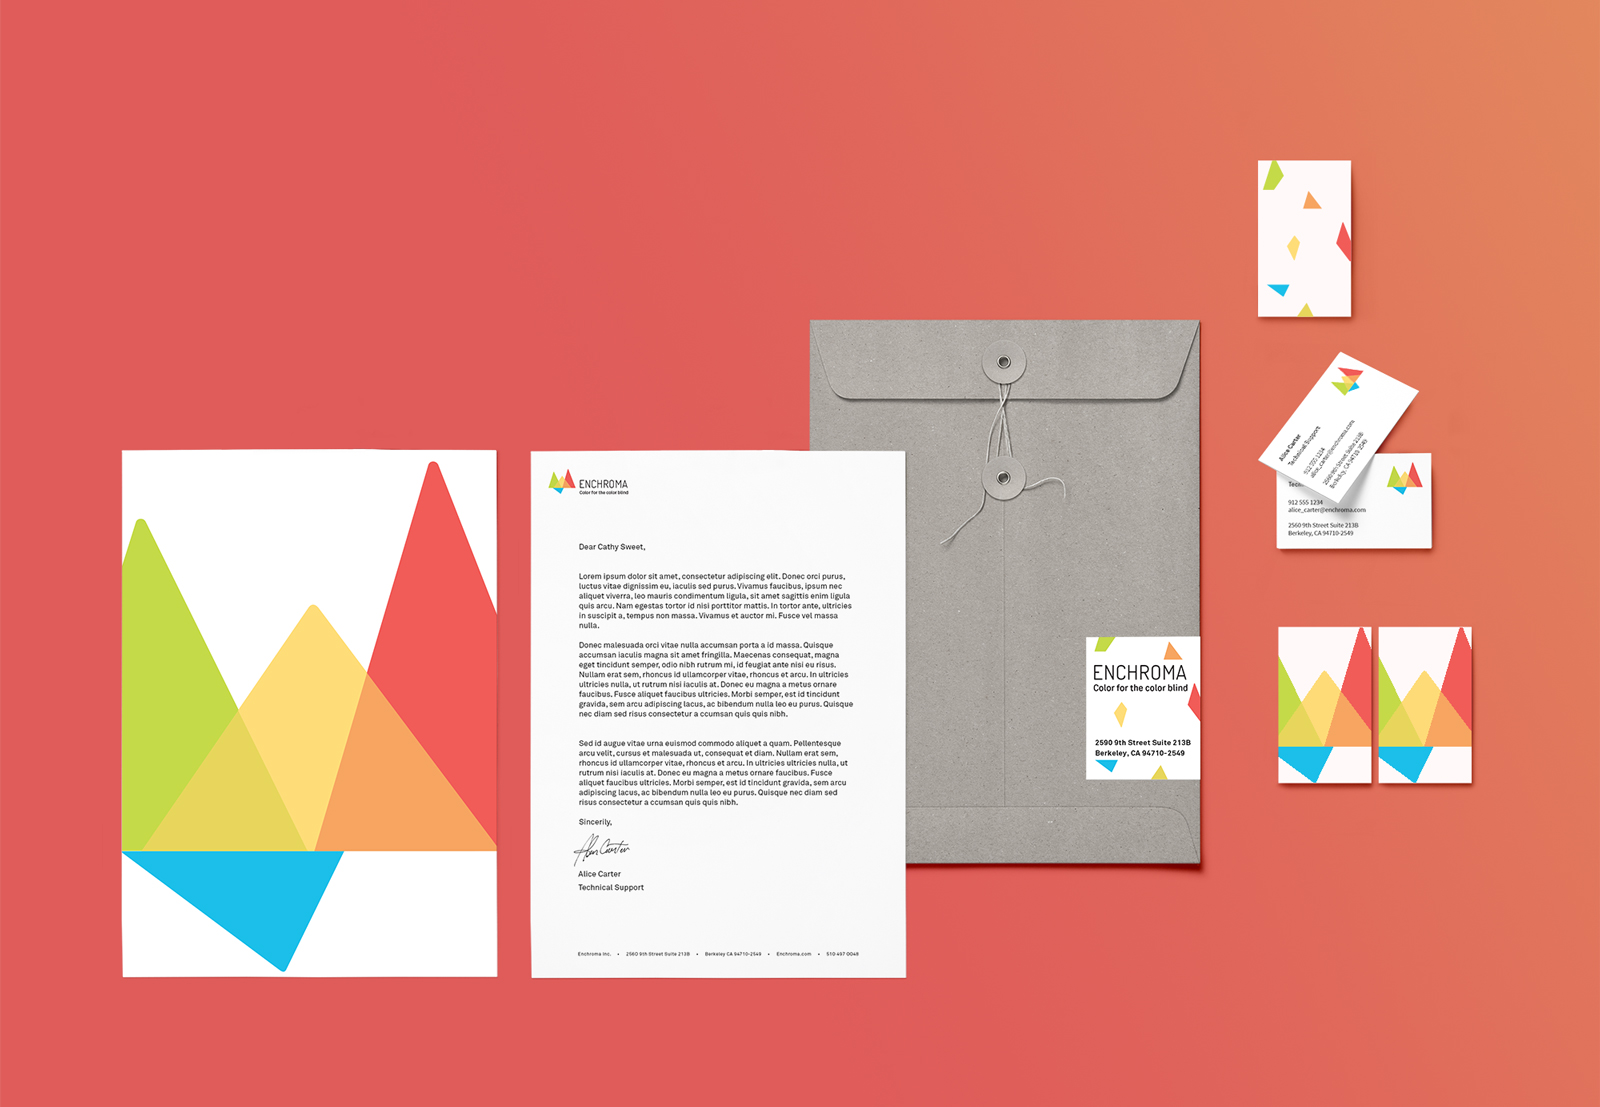 ENCHROMA
Color for the color blind
Dear Cathy Sweet,
Lorem ipsum dolor sit amet, consectetur adipiscing elit. Donec orci purus,
luctus vitae dignissim eu, iaculis sed purus. Vivamus faucibus, ipsum nec
aliquet viverra, leo mauris condimentum ligula, sit amet sagittis enim ligula
quis arcu. Nam egestas tortor id nisi porttitor mattis. In tortor ante, ultricies
in suscipit a, tempus non massa. Vivamus et auctor mi. Fusce vel massa
nulla.
Donec malesuada orci vitae nulla accumsan porta a id massa. Quisque
accumsan iaculis magna sit amet fringilla. Maecenas consequat, magna
eget tincidunt semper, odio nibh rutrum mi, id feugiat ante nisi eu risus.
Nullam erat sem, rhoncus id ullamcorper vitae, rhoncus et arcu. In ultricies
ultricies nulla, ut rutrum nisi iaculis at. Donec eu magna a metus ornare
faucibus. Fusce aliquet faucibus ultricies. Morbi semper, est id tincidunt
gravida, sem arcu adipiscing lacus, ac bibendum nulla leo eu purus. Quisque
nec diam sed risus consectetur a ccumsan quis quis nibh.
Sed id augue vitae urna euismod commodo aliquet a quam. Pellentesque
arcu velit, cursus et malesuada ut, consequat et diam. Nullam erat sem,
rhoncus id ullamcorper vitae, rhoncus et arcu. In ultricies ultricies nulla, ut
rutrum nisi iaculis at. Donec eu magna a metus ornare faucibus. Fusce
aliquet faucibus ultricies. Morbi semper, est id tincidunt gravida, sem arcu
adipiscing lacus, ac bibendum nulla leo eu purus. Quisque nec diam sed
risus consectetur a ccumsan quis quis nibh.
Sincerily,
Alice Carter
Technical Support
Enchroma Inc. • 2560 9th Street Suite 213B • Berkeley CA 94710-2549 • Enchroma.com • 510 497-0048
ENCHROMA
Color for the color blind
2590 9th Street Suite 213B
Berkeley, CA 94710-2549
Alice Carter
Technical Support
912 555 1234
alice_carter@enchroma.com
2560 9th Street Suite 213B
Berkeley, CA 94710-2549
912 555 1234
alice_carter@enchroma.com
2560 9th Street Suite 213B
Berkeley, CA 94710-2549